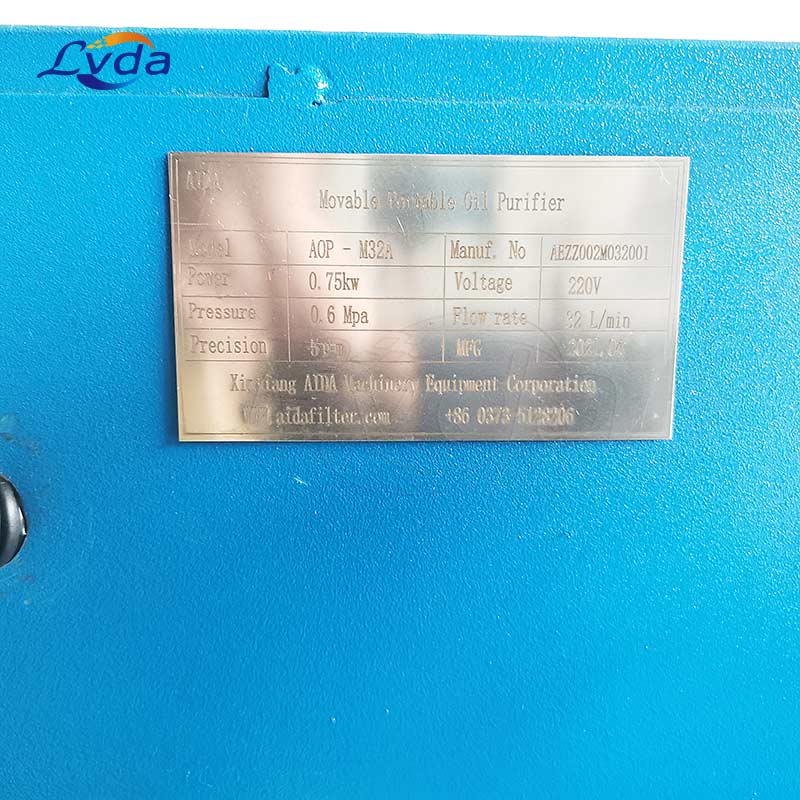 Lyda
AIDA
Movable Portable Oil Purifier
Model AOP - M32A Manuf. No AEZZ002M032001
Power 0.75kw Voltage 220V
Pressure 0.6 Mpa Flow rate 32 L/min
Precision MFG
Xinxiang AIDA Machinery Equipment Corporation
WWW.aidafilter.com +86 0373-5128206